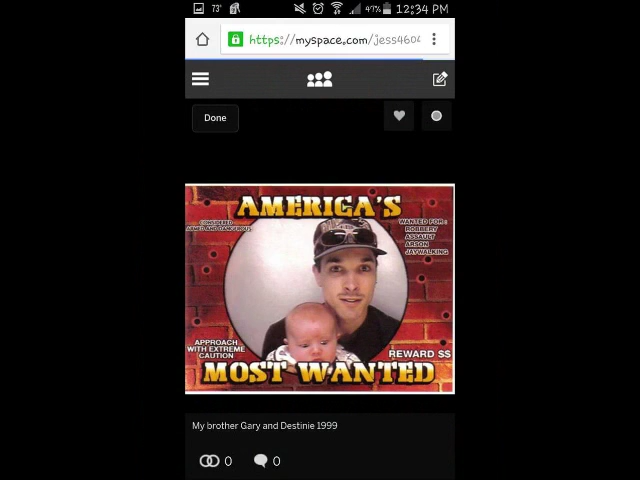 73°
47%
12:34 PM
https://myspace.com/jess460
Done
AMERICA'S
CONSIDERED
ARMED AND DANGEROUS
WANTED FOR:
ROBBERY
ASSAULT
ARSON
JAYWALKING
APPROACH
WITH EXTREME
CAUTION
REWARD $$
MOST WANTED
My brother Gary and Destinie 1999
0
0